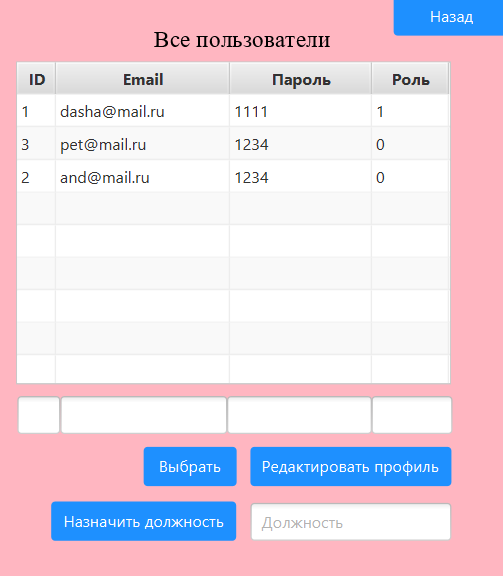 Назад
Все пользователи
ID Email Пароль Роль
1 dasha@mail.ru 1111 1
3 pet@mail.ru 1234 0
2 and@mail.ru 1234 0
Выбрать Редактировать профиль
Назначить должность Должность